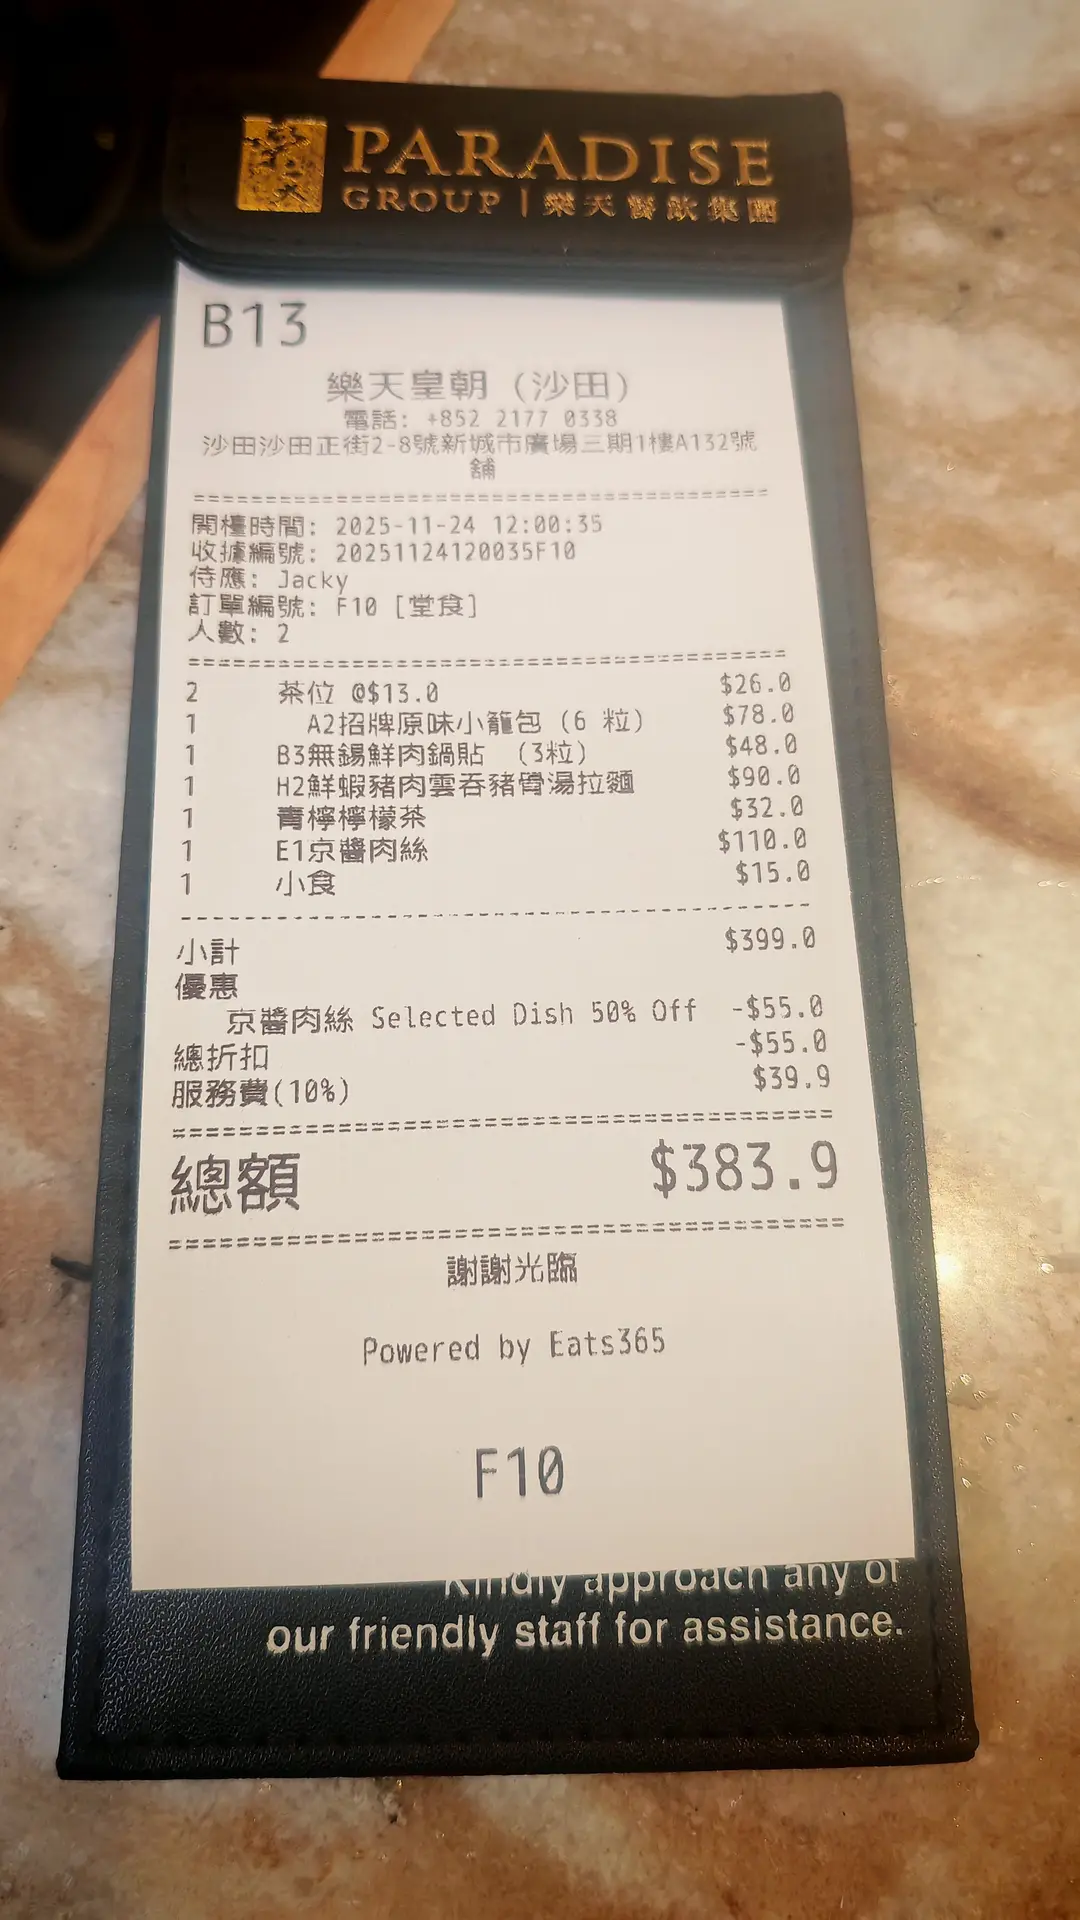 PARADISE
GROUP | 樂天餐飲集團
B13
樂天皇朝 (沙田)
電話: +852 2177 0338
沙田沙田正街2-8號新城市廣場三期1樓A132號
舖
開檯時間: 2025-11-24 12:00:35
收據編號: 20251124120035F10
侍應: Jacky
訂單編號: F10 [堂食]
人數: 2
2 茶位 @$13.0 $26.0
1 A2招牌原味小籠包 (6 粒) $78.0
1 B3無錫鮮肉鍋貼 (3粒) $48.0
1 H2鮮蝦豬肉雲吞豬骨湯拉麵 $90.0
1 青檸檸檬茶 $32.0
1 E1京醬肉絲 $110.0
1 小食 $15.0
小計 $399.0
優惠
京醬肉絲 Selected Dish 50% Off -$55.0
總折扣 -$55.0
服務費(10%) $39.9
總額 $383.9
謝謝光臨
Powered by Eats365
F10
Kindly approach any of
our friendly staff for assistance.